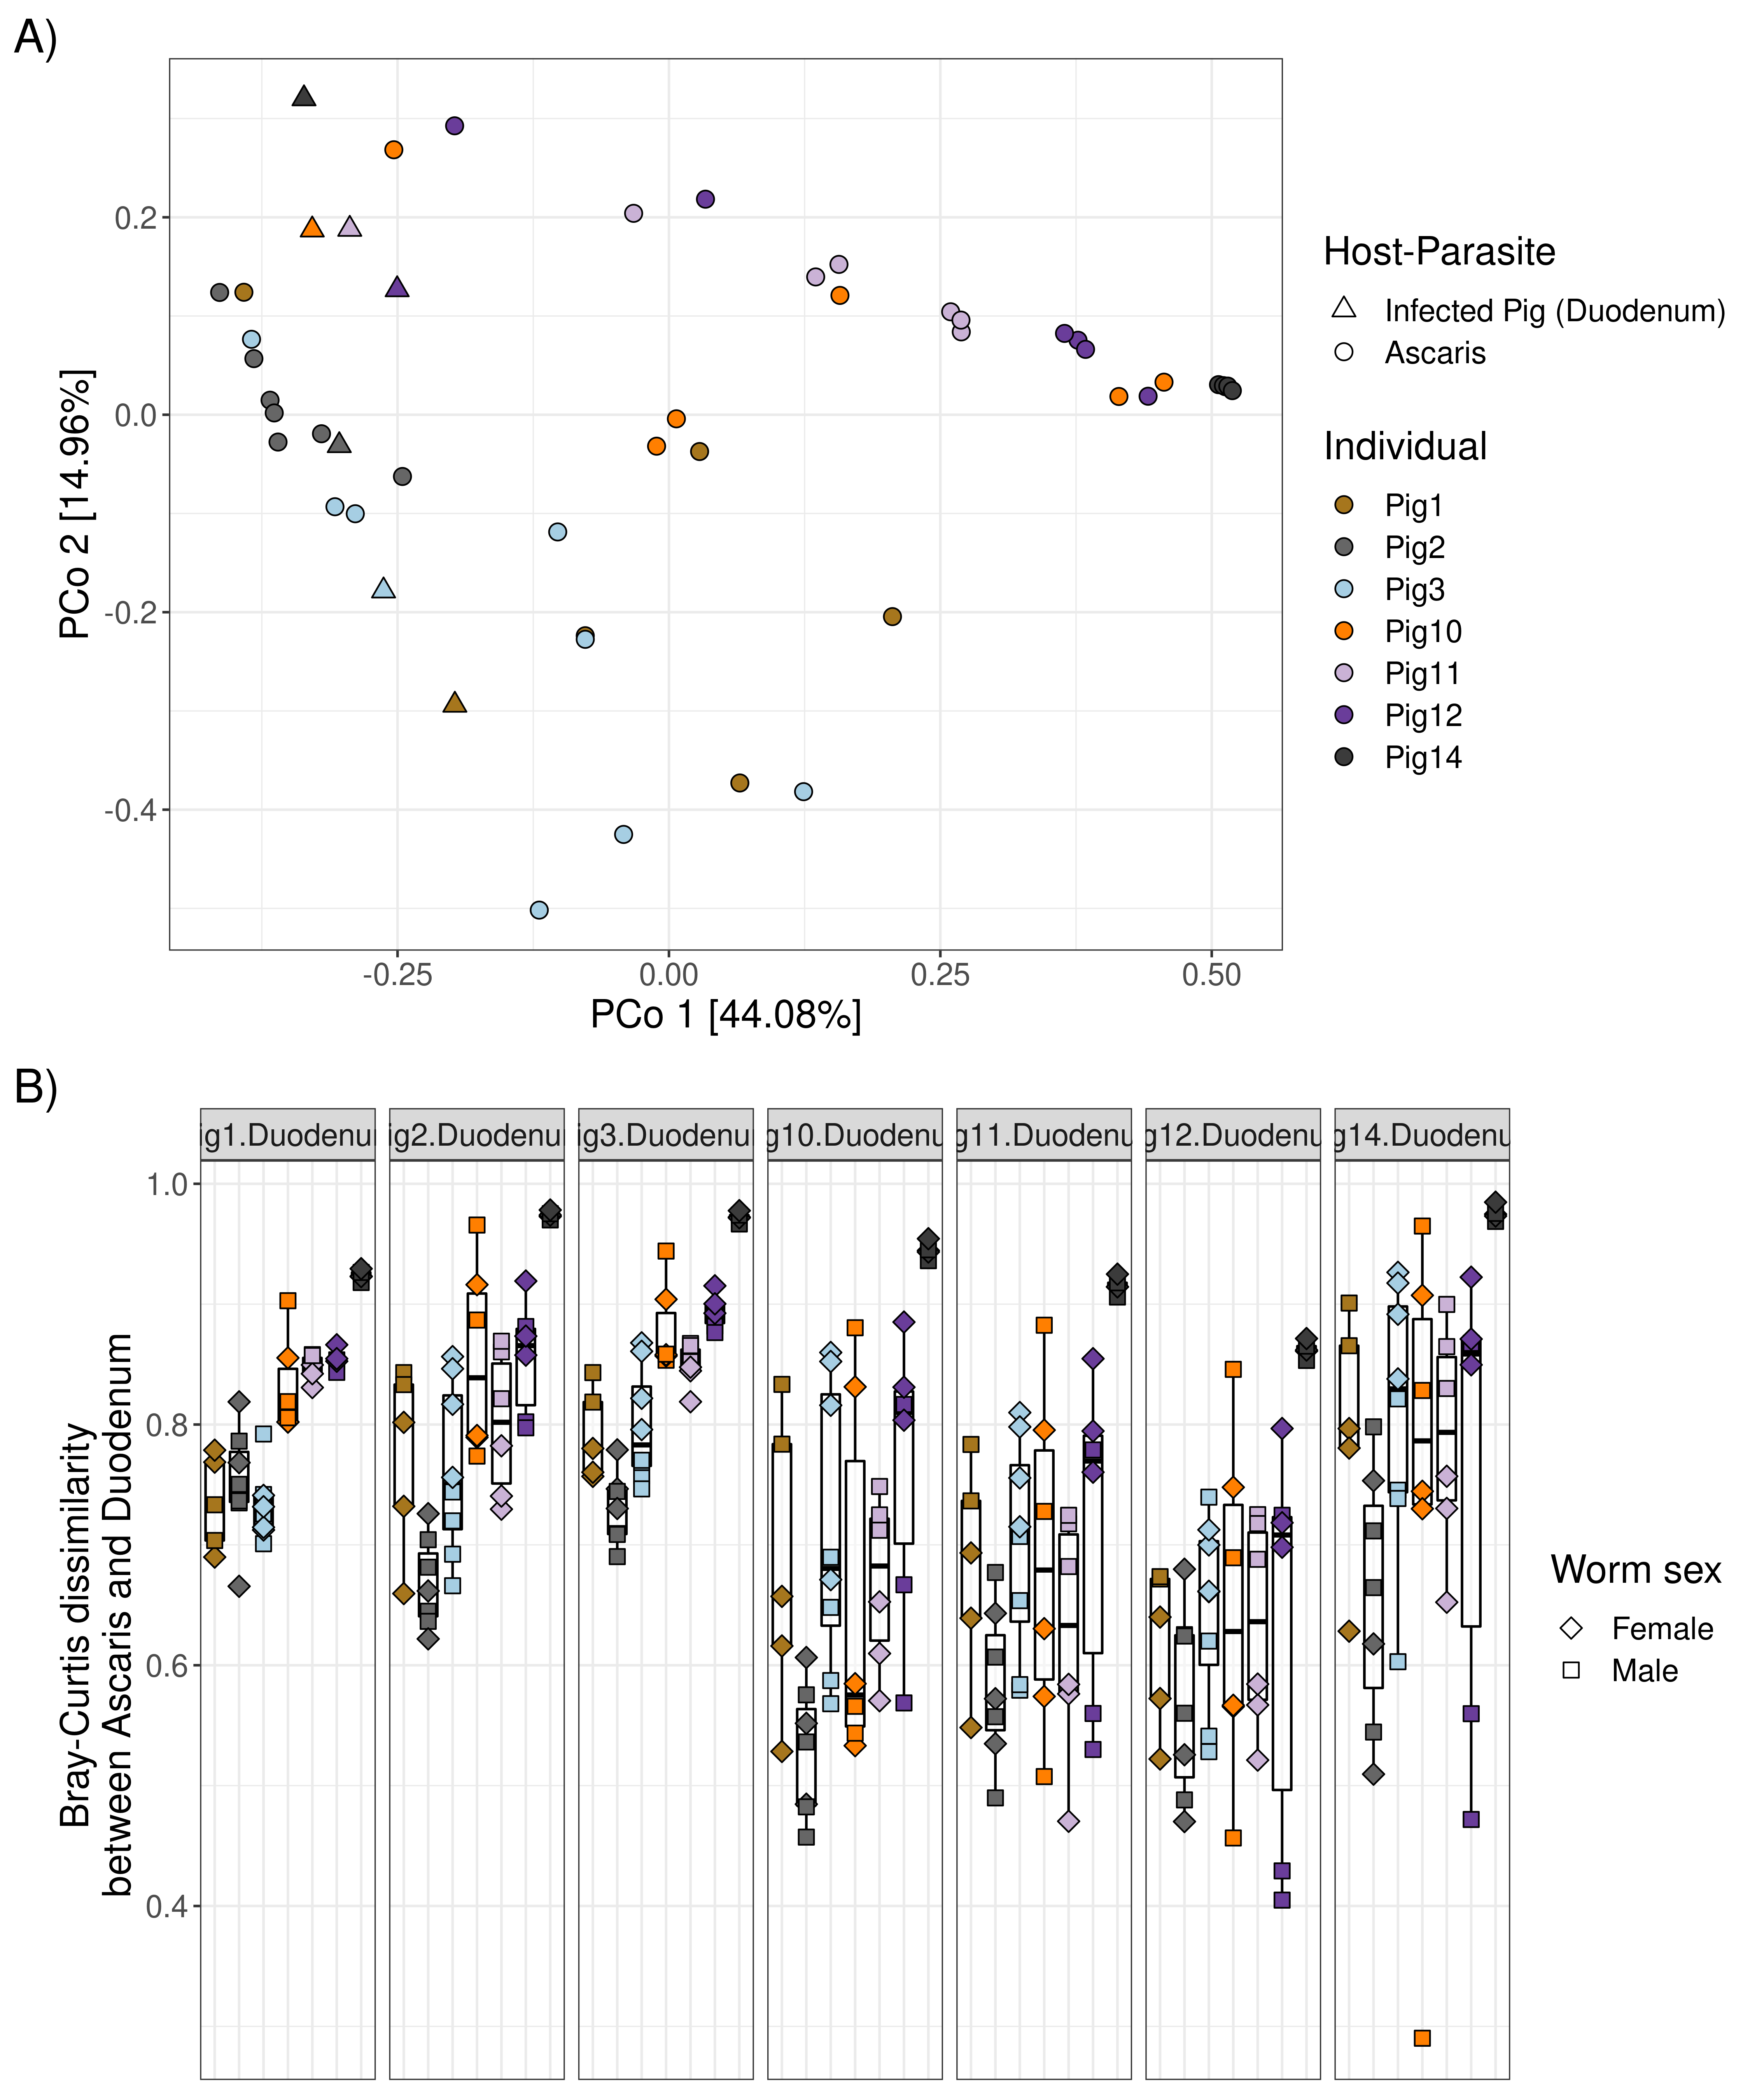 A)
0.2
0.0
-0.2
-0.4
PCo 2 [14.96%]
-0.25
0.00
0.25
0.50
PCo 1 [44.08%]
Host-Parasite
Infected Pig (Duodenum)
Ascaris
Individual
Pig1
Pig2
Pig3
Pig10
Pig11
Pig12
Pig14
B)
ig1.Duodenu
ig2.Duodenu
ig3.Duodenu
g10.Duodenu
g11.Duodenu
g12.Duodenu
g14.Duodenu
1.0
0.8
0.6
0.4
Bray-Curtis dissimilarity
between Ascaris and Duodenum
Worm sex
Female
Male